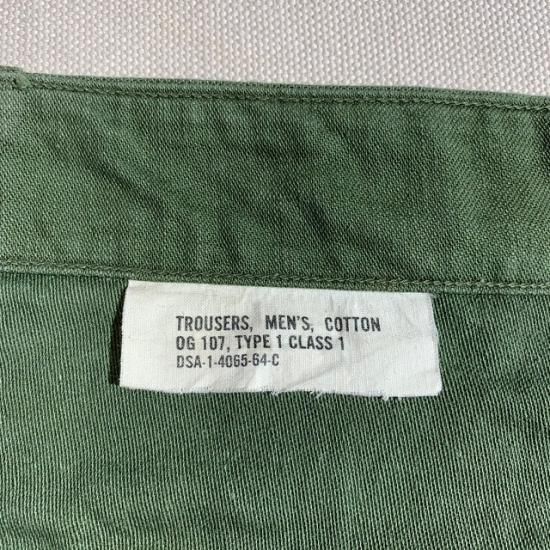 TROUSERS, MEN'S, COTTON
OG 107, TYPE 1 CLASS 1
DSA-1-4065-64-C